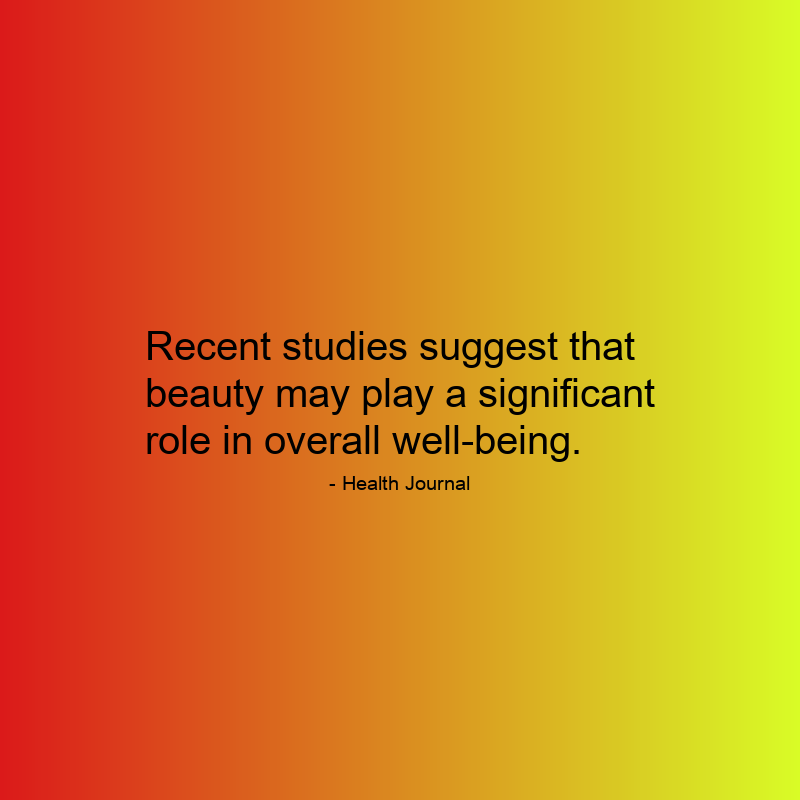 Recent studies suggest that
beauty may play a significant
role in overall well-being.
- Health Journal